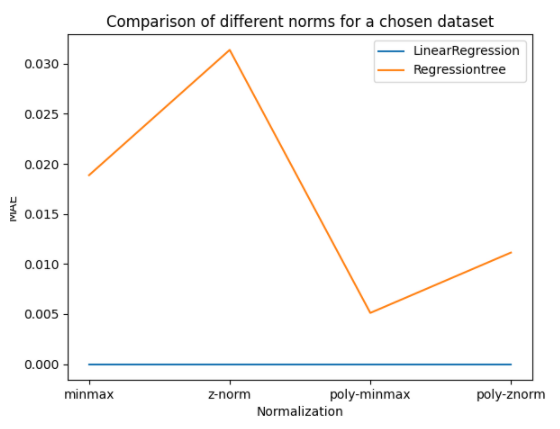 Comparison of different norms for a chosen dataset
LinearRegression
Regressiontree
0.030
0.025
0.020
0.015
0.010
0.005
0.000
MAE
minmax
z-norm
poly-minmax
poly-znorm
Normalization